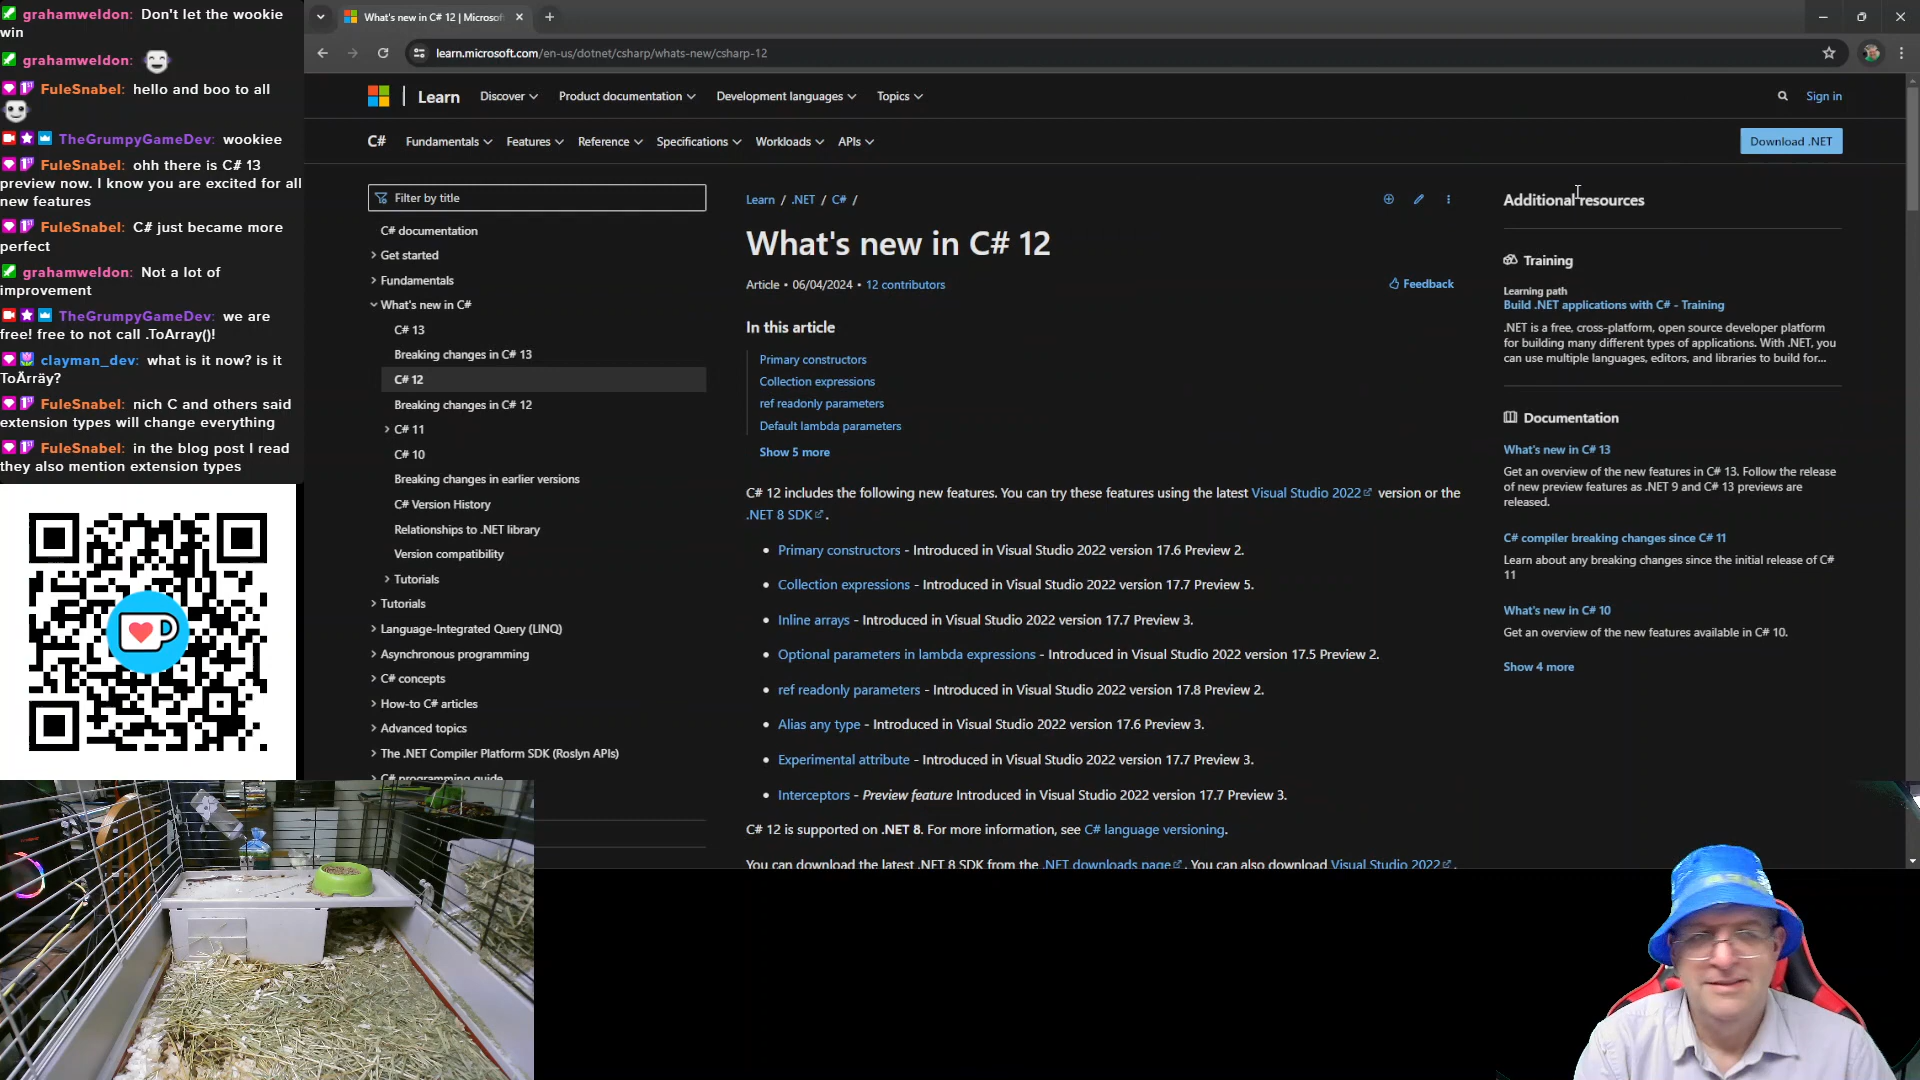 grahamweldon: Don't let the wookie
win
grahamweldon:
FuleSnabel: hello and boo to all
TheGrumpyGameDev: wookiee
FuleSnabel: ohh there is C# 13
preview now. I know you are excited for all
new features
FuleSnabel: C# just became more
perfect
grahamweldon: Not a lot of
improvement
TheGrumpyGameDev: we are
free! free to not call .ToArray()!
clayman_dev: what is it now? is it
ToÄrräy?
FuleSnabel: nich C and others said
extension types will change everything
FuleSnabel: in the blog post I read
they also mention extension types
What's new in C# 12 | Microsof
learn.microsoft.com/en-us/dotnet/csharp/whats-new/csharp-12
Learn Discover Product documentation Development languages Topics Sign in
C# Fundamentals Features Reference Specifications Workloads APIs Download .NET
Filter by title
C# documentation
Get started
Fundamentals
What's new in C#
C# 13
Breaking changes in C# 13
C# 12
Breaking changes in C# 12
C# 11
C# 10
Breaking changes in earlier versions
C# Version History
Relationships to .NET library
Version compatibility
Tutorials
Tutorials
Language-Integrated Query (LINQ)
Asynchronous programming
C# concepts
How-to C# articles
Advanced topics
The .NET Compiler Platform SDK (Roslyn APIs)
C# programming guide
Learn / .NET / C# /
What's new in C# 12
Article • 06/04/2024 • 12 contributors
Feedback
In this article
Primary constructors
Collection expressions
ref readonly parameters
Default lambda parameters
Show 5 more
C# 12 includes the following new features. You can try these features using the latest Visual Studio 2022 version or the
.NET 8 SDK.
• Primary constructors - Introduced in Visual Studio 2022 version 17.6 Preview 2.
• Collection expressions - Introduced in Visual Studio 2022 version 17.7 Preview 5.
• Inline arrays - Introduced in Visual Studio 2022 version 17.7 Preview 3.
• Optional parameters in lambda expressions - Introduced in Visual Studio 2022 version 17.5 Preview 2.
• ref readonly parameters - Introduced in Visual Studio 2022 version 17.8 Preview 2.
• Alias any type - Introduced in Visual Studio 2022 version 17.6 Preview 3.
• Experimental attribute - Introduced in Visual Studio 2022 version 17.7 Preview 3.
• Interceptors - Preview feature Introduced in Visual Studio 2022 version 17.7 Preview 3.
C# 12 is supported on .NET 8. For more information, see C# language versioning.
You can download the latest .NET 8 SDK from the .NET downloads page. You can also download Visual Studio 2022.
Additional resources
Training
Learning path
Build .NET applications with C# - Training
.NET is a free, cross-platform, open source developer platform
for building many different types of applications. With .NET, you
can use multiple languages, editors, and libraries to build for...
Documentation
What's new in C# 13
Get an overview of the new features in C# 13. Follow the release
of new preview features as .NET 9 and C# 13 previews are
released.
C# compiler breaking changes since C# 11
Learn about any breaking changes since the initial release of C#
11
What's new in C# 10
Get an overview of the new features available in C# 10.
Show 4 more